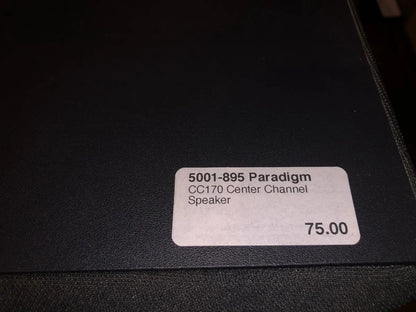 5001-895 Paradigm
CC170 Center Channel
Speaker
75.00